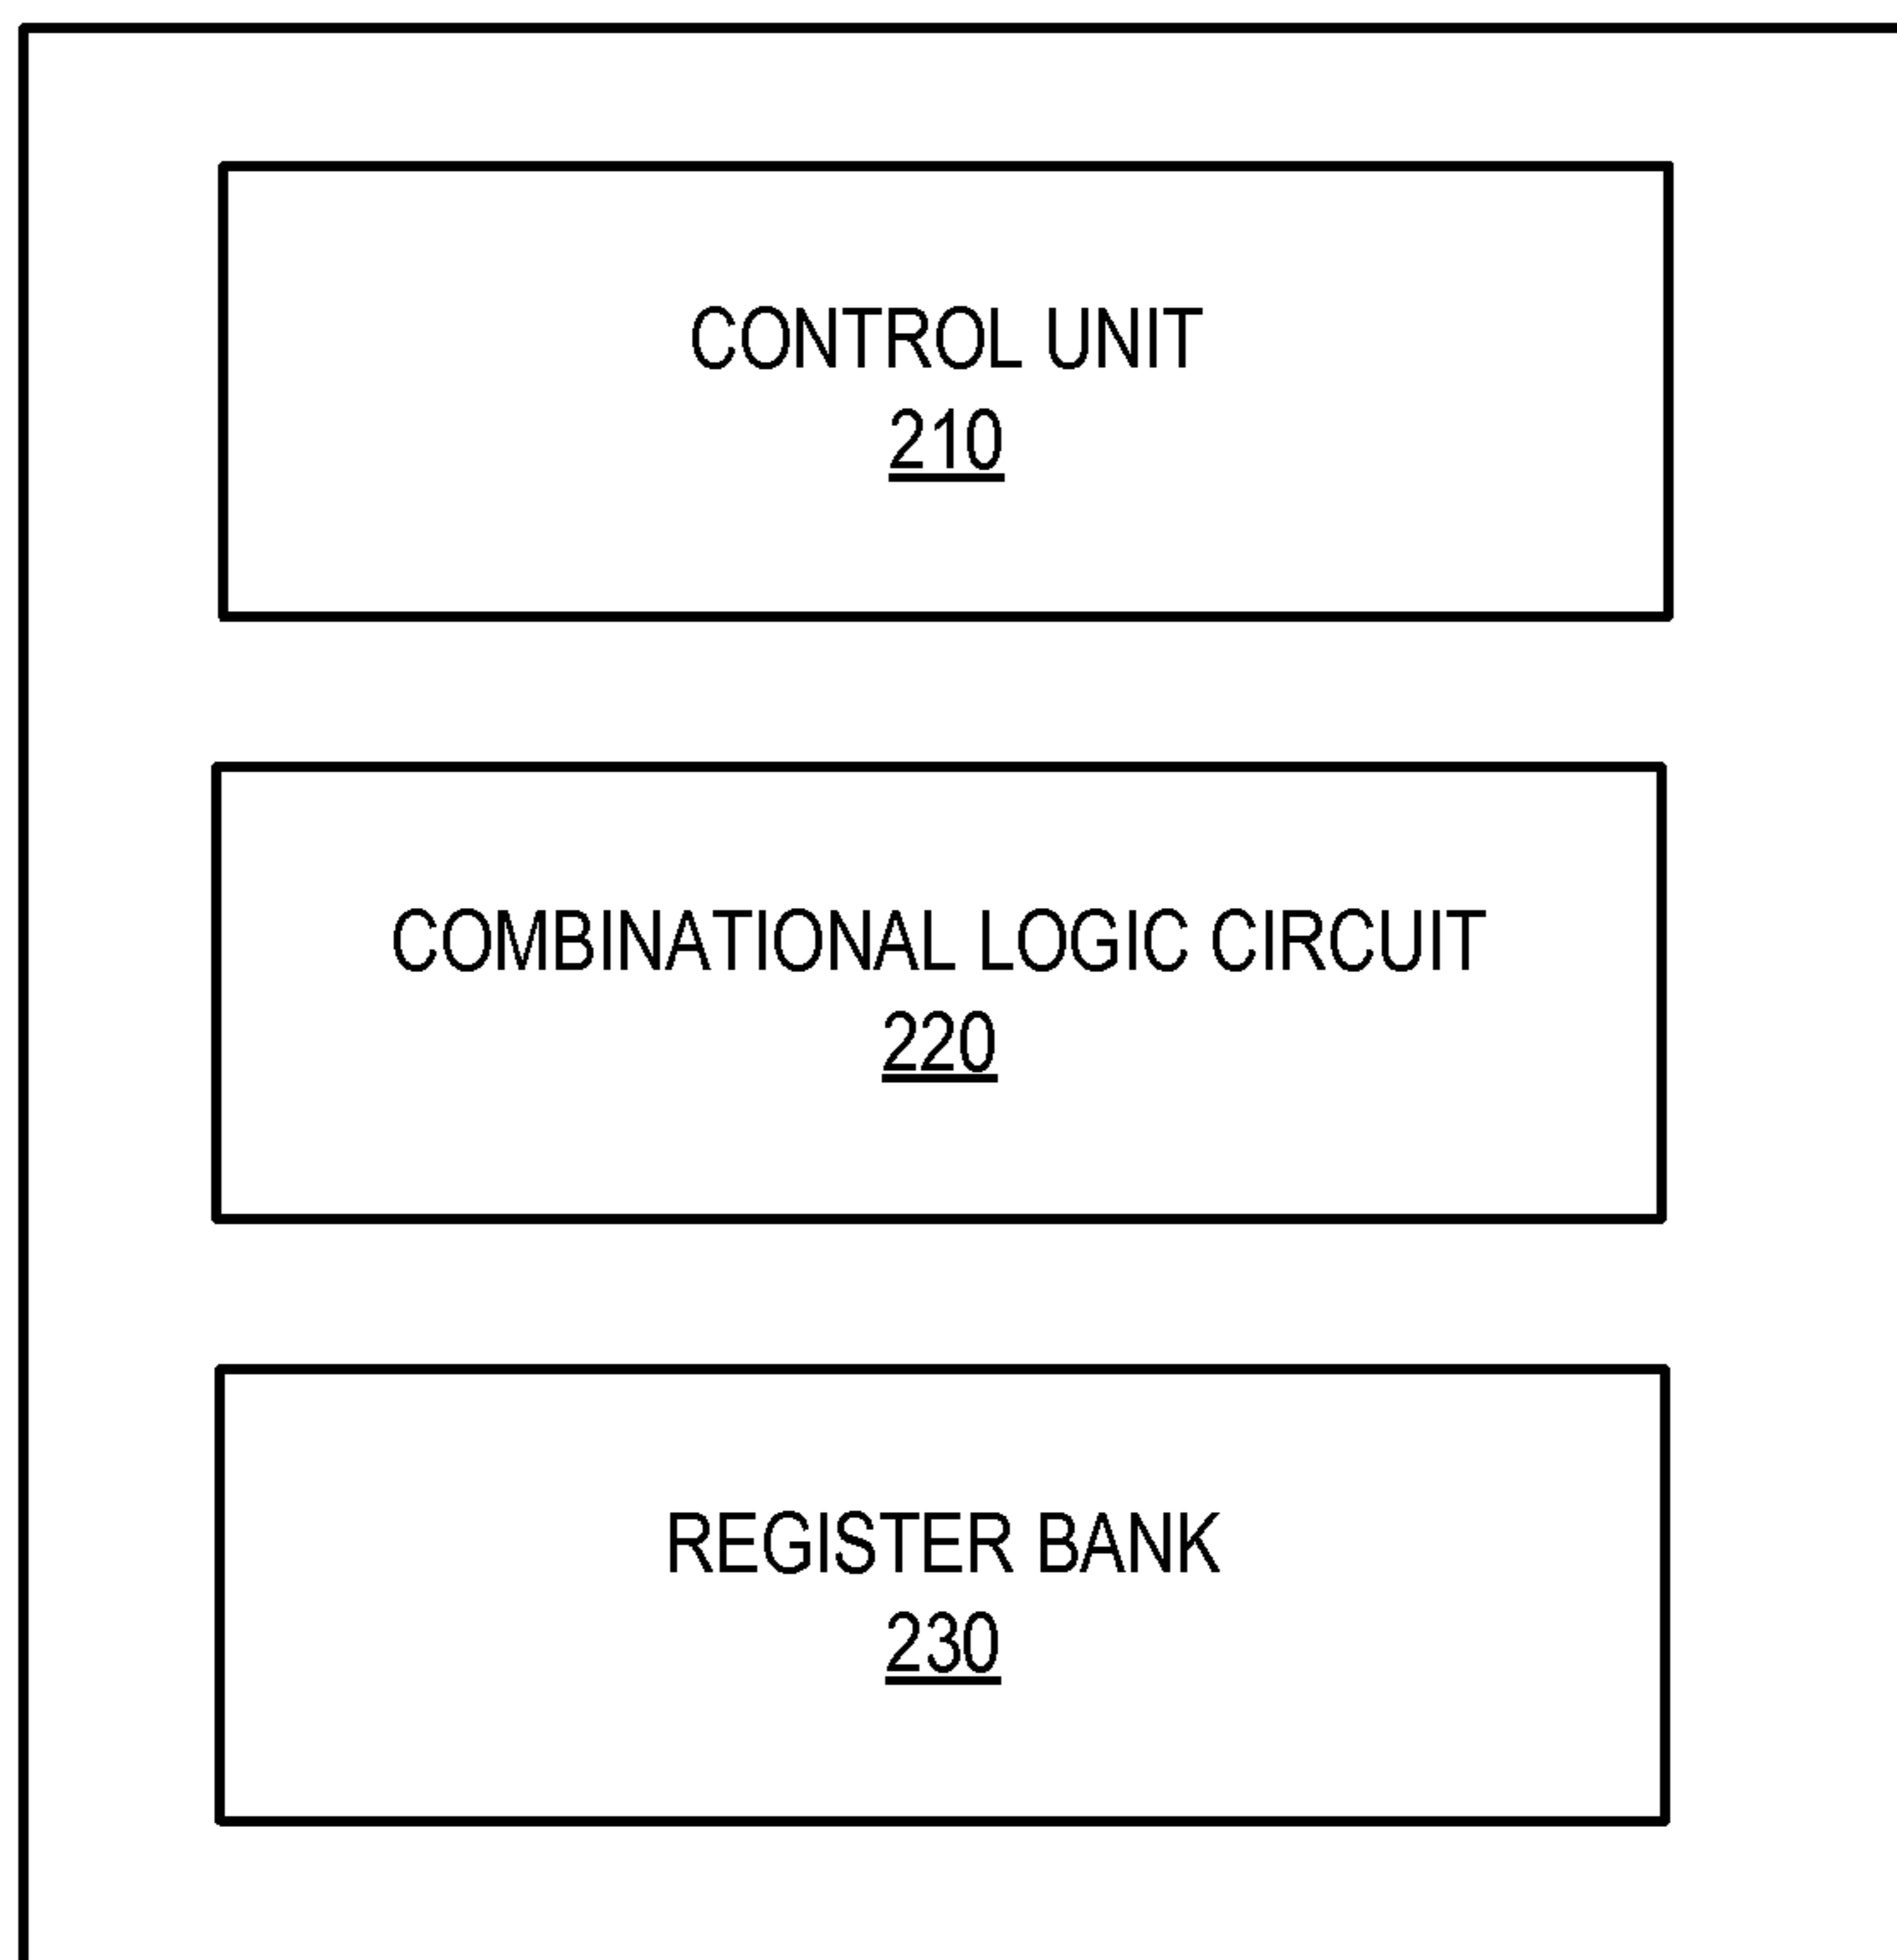 CONTROL UNIT
210
COMBINATIONAL LOGIC CIRCUIT
220
REGISTER BANK
230